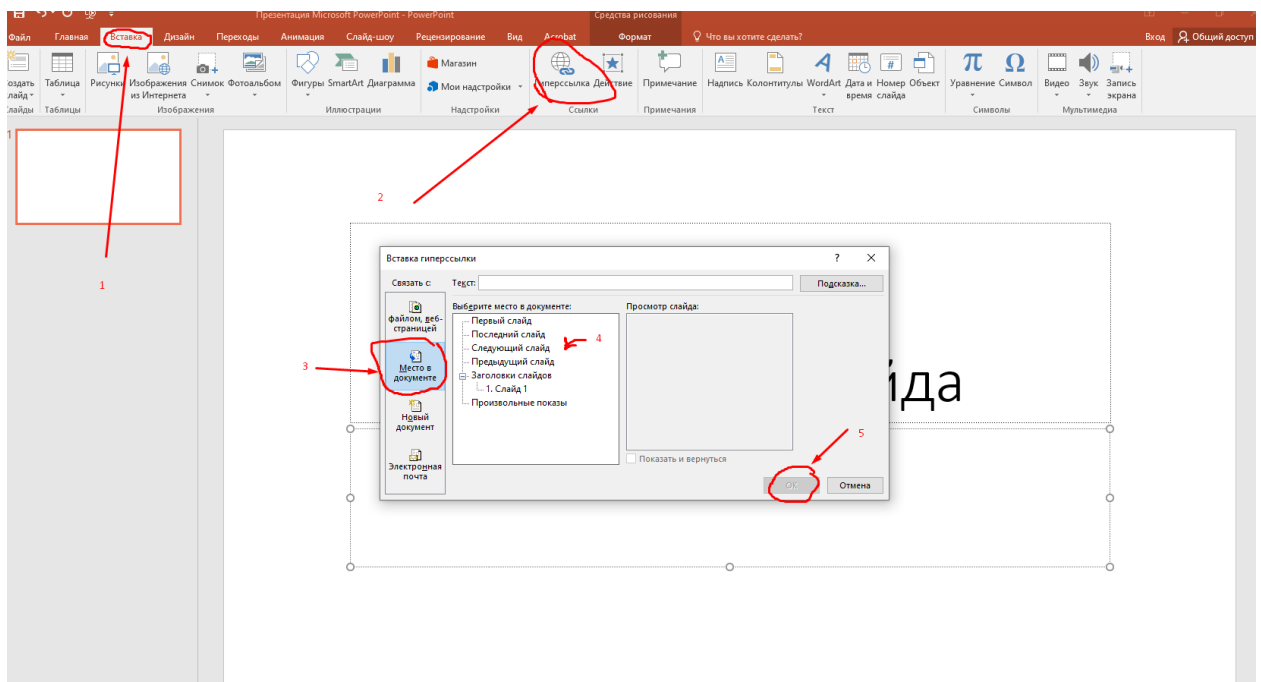 Презентация Microsoft PowerPoint - PowerPoint
Средства рисования
Файл Главная Вставка Дизайн Переходы Анимация Слайд-шоу Рецензирование Вид Acrobat Формат Что вы хотите сделать? Вход Общий доступ
Таблица Рисунки Изображения из Интернета Снимок Фотоальбом Фигуры SmartArt Диаграмма Магазин Мои надстройки Действие Примечание Надпись Колонтитулы WordArt Дата и время Номер слайда Объект Уравнение Символ Видео Звук Запись экрана
Таблицы Изображения Иллюстрации Надстройки Ссылки Примечания Текст Символы Мультимедиа
1
2
1
Вставка гиперссылки ? X
Связать с: Текст: Подсказка...
Выберите место в документе: Просмотр слайда:
файлом, веб-страницей
Первый слайд
Последний слайд
Следующий слайд
4
Предыдущий слайд
3
Место в документе
Заголовки слайдов
1. Слайд 1
Произвольные показы
Новый документ
5
Электронная почта
Показать и вернуться
ОК Отмена